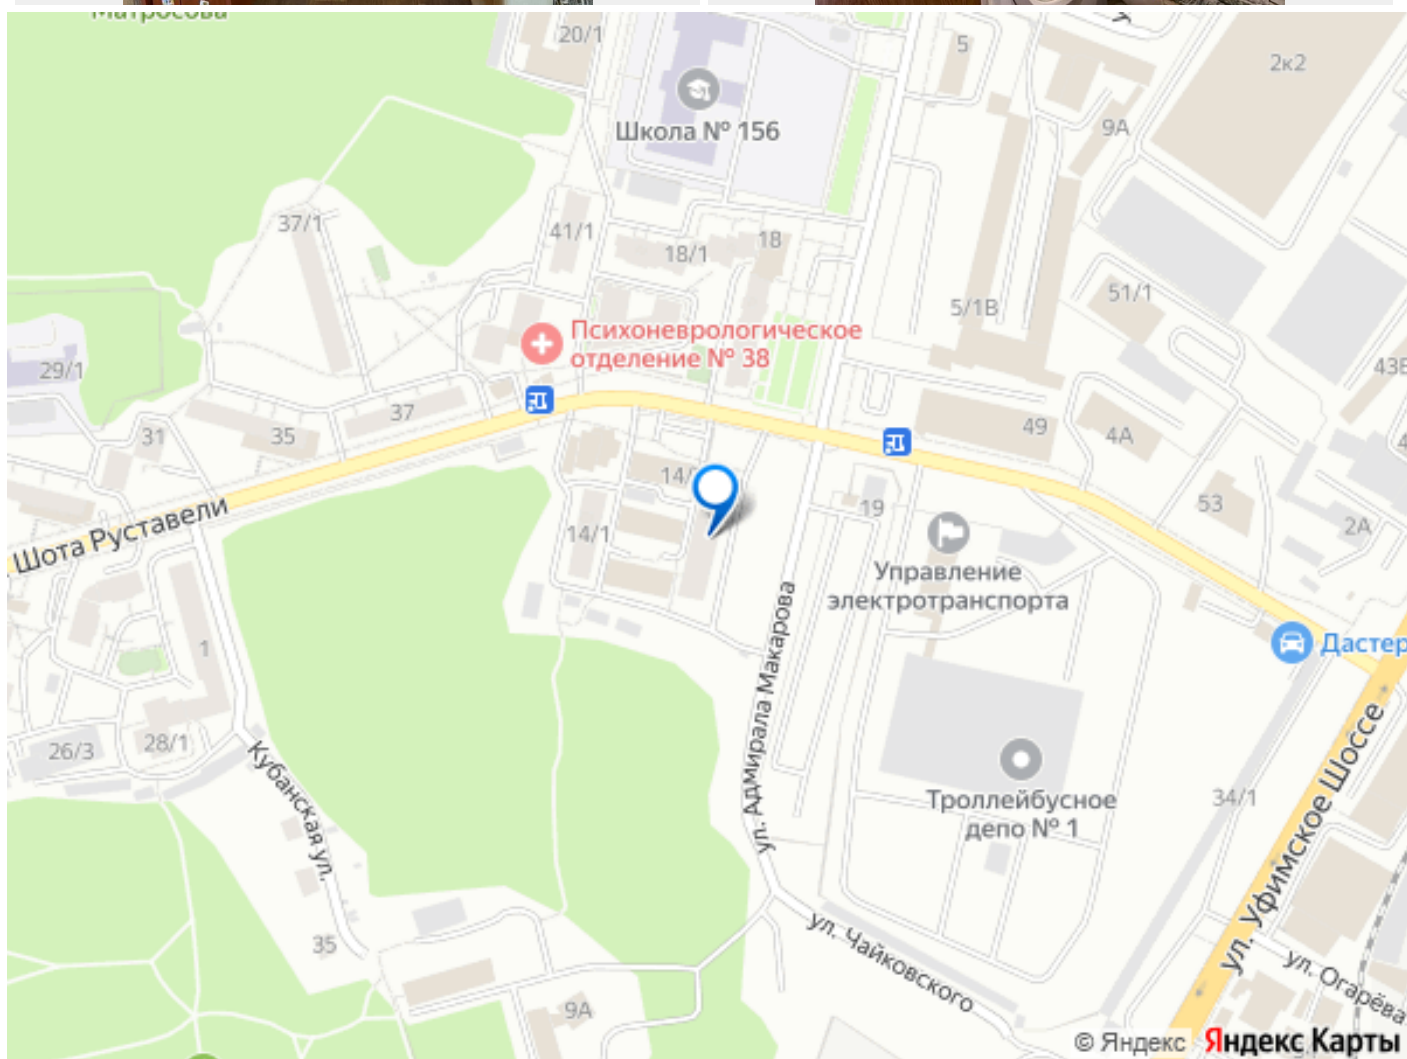 Матросова
20/1
5
2к2
Школа № 156
9А
37/1
41/1
18/1
18
51/1
5/1В
Психоневрологическое
отделение № 38
29/1
37
31
35
49
4А
14/1
53
19
2А
Шота Руставели
Управление
электротранспорта
Дастер
1
ул. Адмирала Макарова
26/3
28/1
Кубанская ул.
Троллейбусное
депо № 1
34/1
ул. Уфимское Шоссе
35
ул. Чайковского
ул. Огарёва
9А
© Яндекс Яндекс Карты